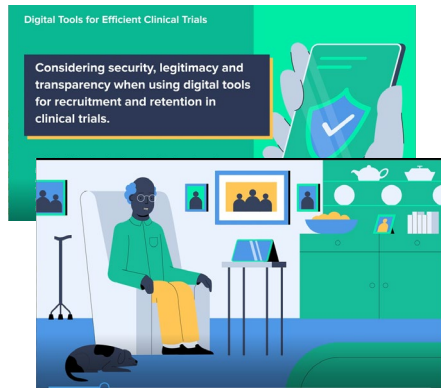 Digital Tools for Efficient Clinical Trials
Considering security, legitimacy and
transparency when using digital tools
for recruitment and retention in
clinical trials.